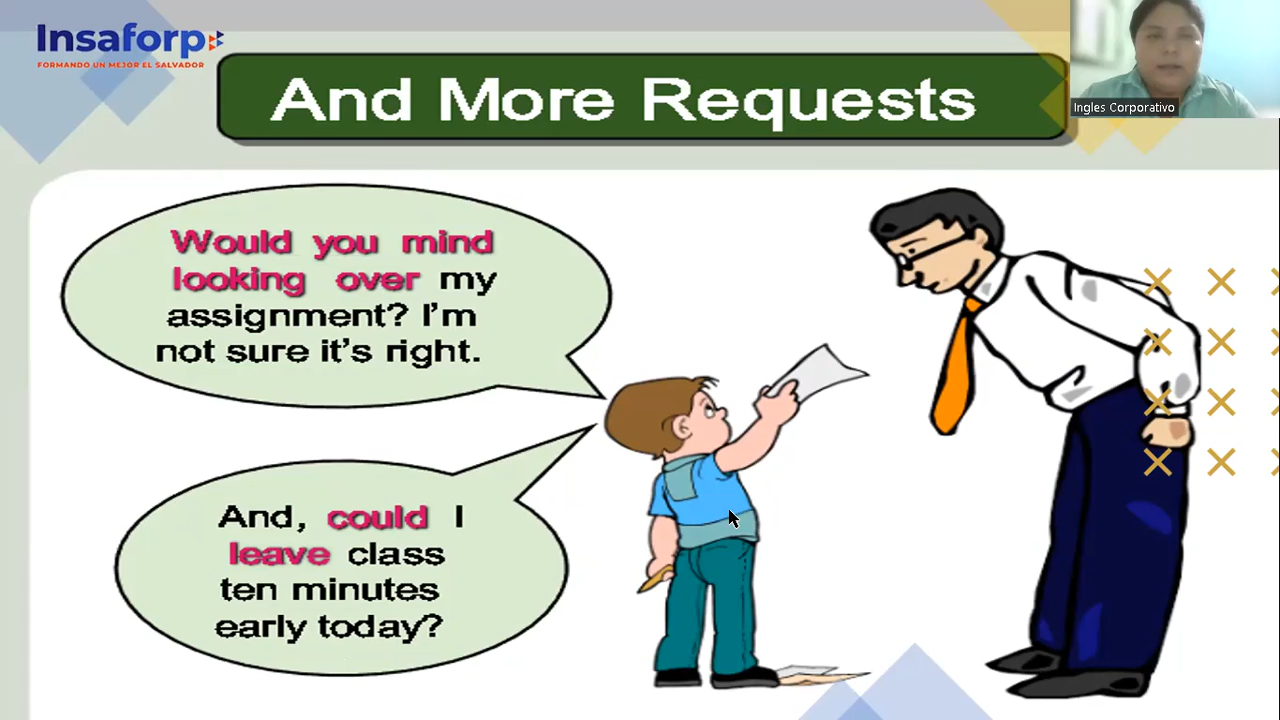 Insaforp
FORMANDO UN MEJOR EL SALVADOR
And More Requests
Ingles Corporativo
Would you mind
looking over my
assignment? I'm
not sure it's right.
And, could I
leave class
ten minutes
early today?